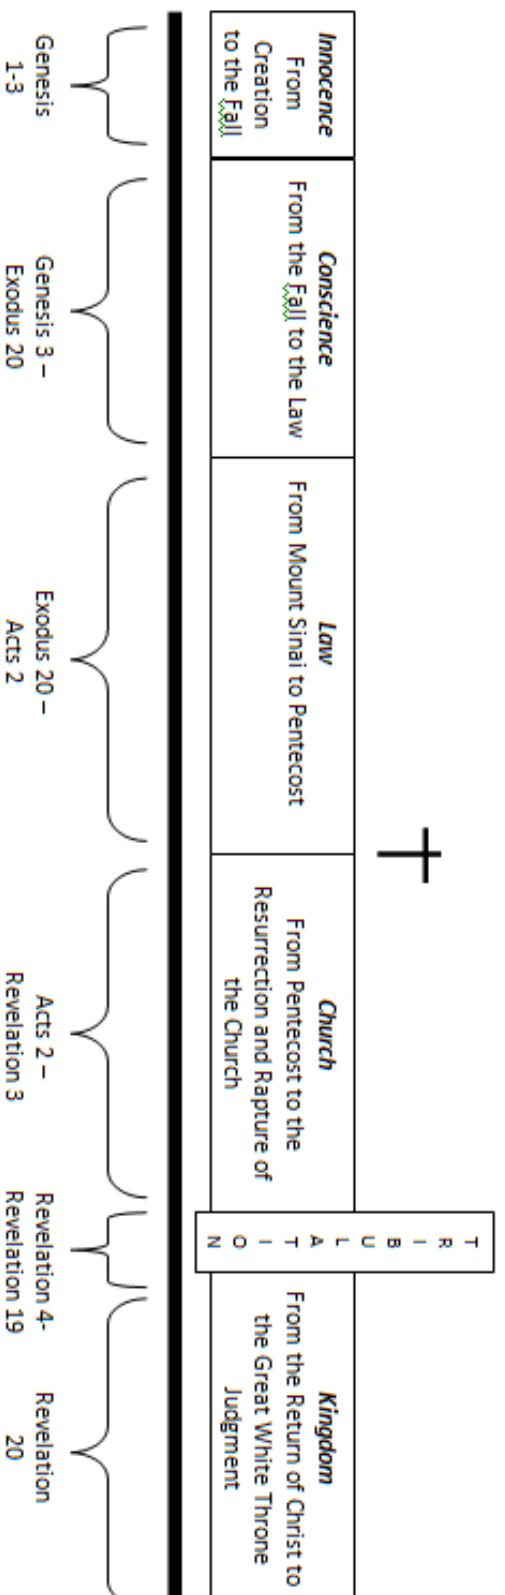 Innocence
From
Creation
to the Fall
Conscience
From the Fall to the Law
Law
From Mount Sinai to Pentecost
Church
From Pentecost to the
Resurrection and Rapture of
the Church
T
R
I
B
U
L
A
T
I
O
N
Kingdom
From the Return of Christ to
the Great White Throne
Judgment
Genesis
1-3
Genesis 3 –
Exodus 20
Exodus 20 –
Acts 2
Acts 2 –
Revelation 3
Revelation 4-
Revelation 19
Revelation
20